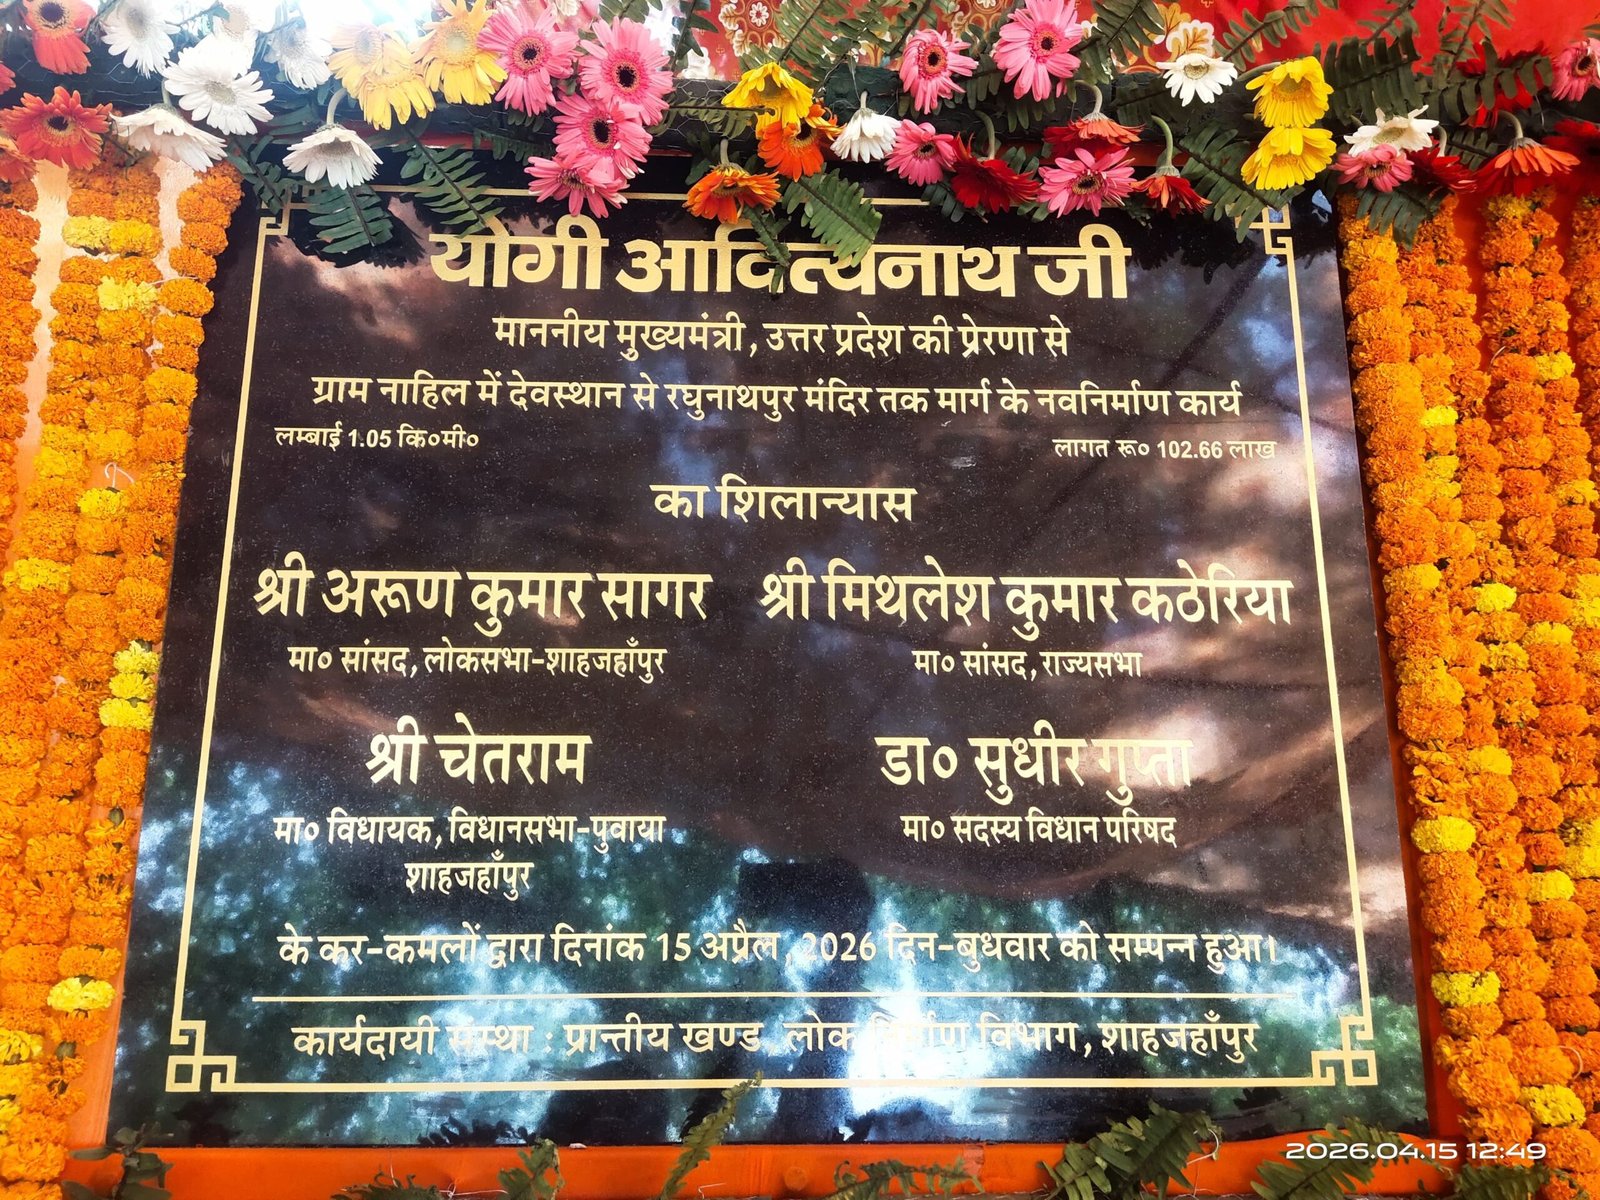 योगी आदित्यनाथ जी
माननीय मुख्यमंत्री, उत्तर प्रदेश की प्रेरणा से
ग्राम नाहिल में देवस्थान से रघुनाथपुर मंदिर तक मार्ग के नवनिर्माण कार्य
लम्बाई 1.05 कि०मी० लागत रू० 102.66 लाख
का शिलान्यास
श्री अरूण कुमार सागर श्री मिथलेश कुमार कठेरिया
मा० सांसद, लोकसभा-शाहजहाँपुर मा० सांसद, राज्यसभा
श्री चेतराम डा० सुधीर गुप्ता
मा० विधायक, विधानसभा-पुवाया मा० सदस्य विधान परिषद
शाहजहाँपुर
के कर-कमलों द्वारा दिनांक 15 अप्रैल, 2026 दिन-बुधवार को सम्पन्न हुआ।
कार्यदायी संस्था : प्रान्तीय खण्ड, लोक निर्माण विभाग, शाहजहाँपुर
2026.04.15 12:49